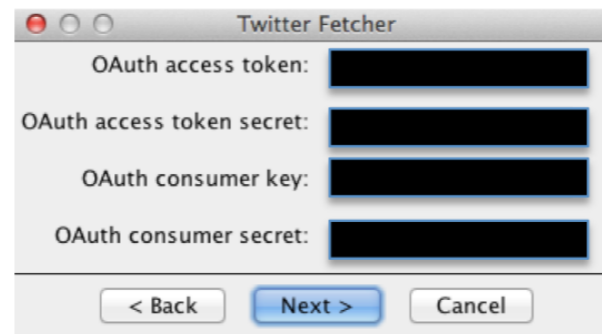 Twitter Fetcher
OAuth access token:
OAuth access token secret:
OAuth consumer key:
OAuth consumer secret:
< Back Next > Cancel